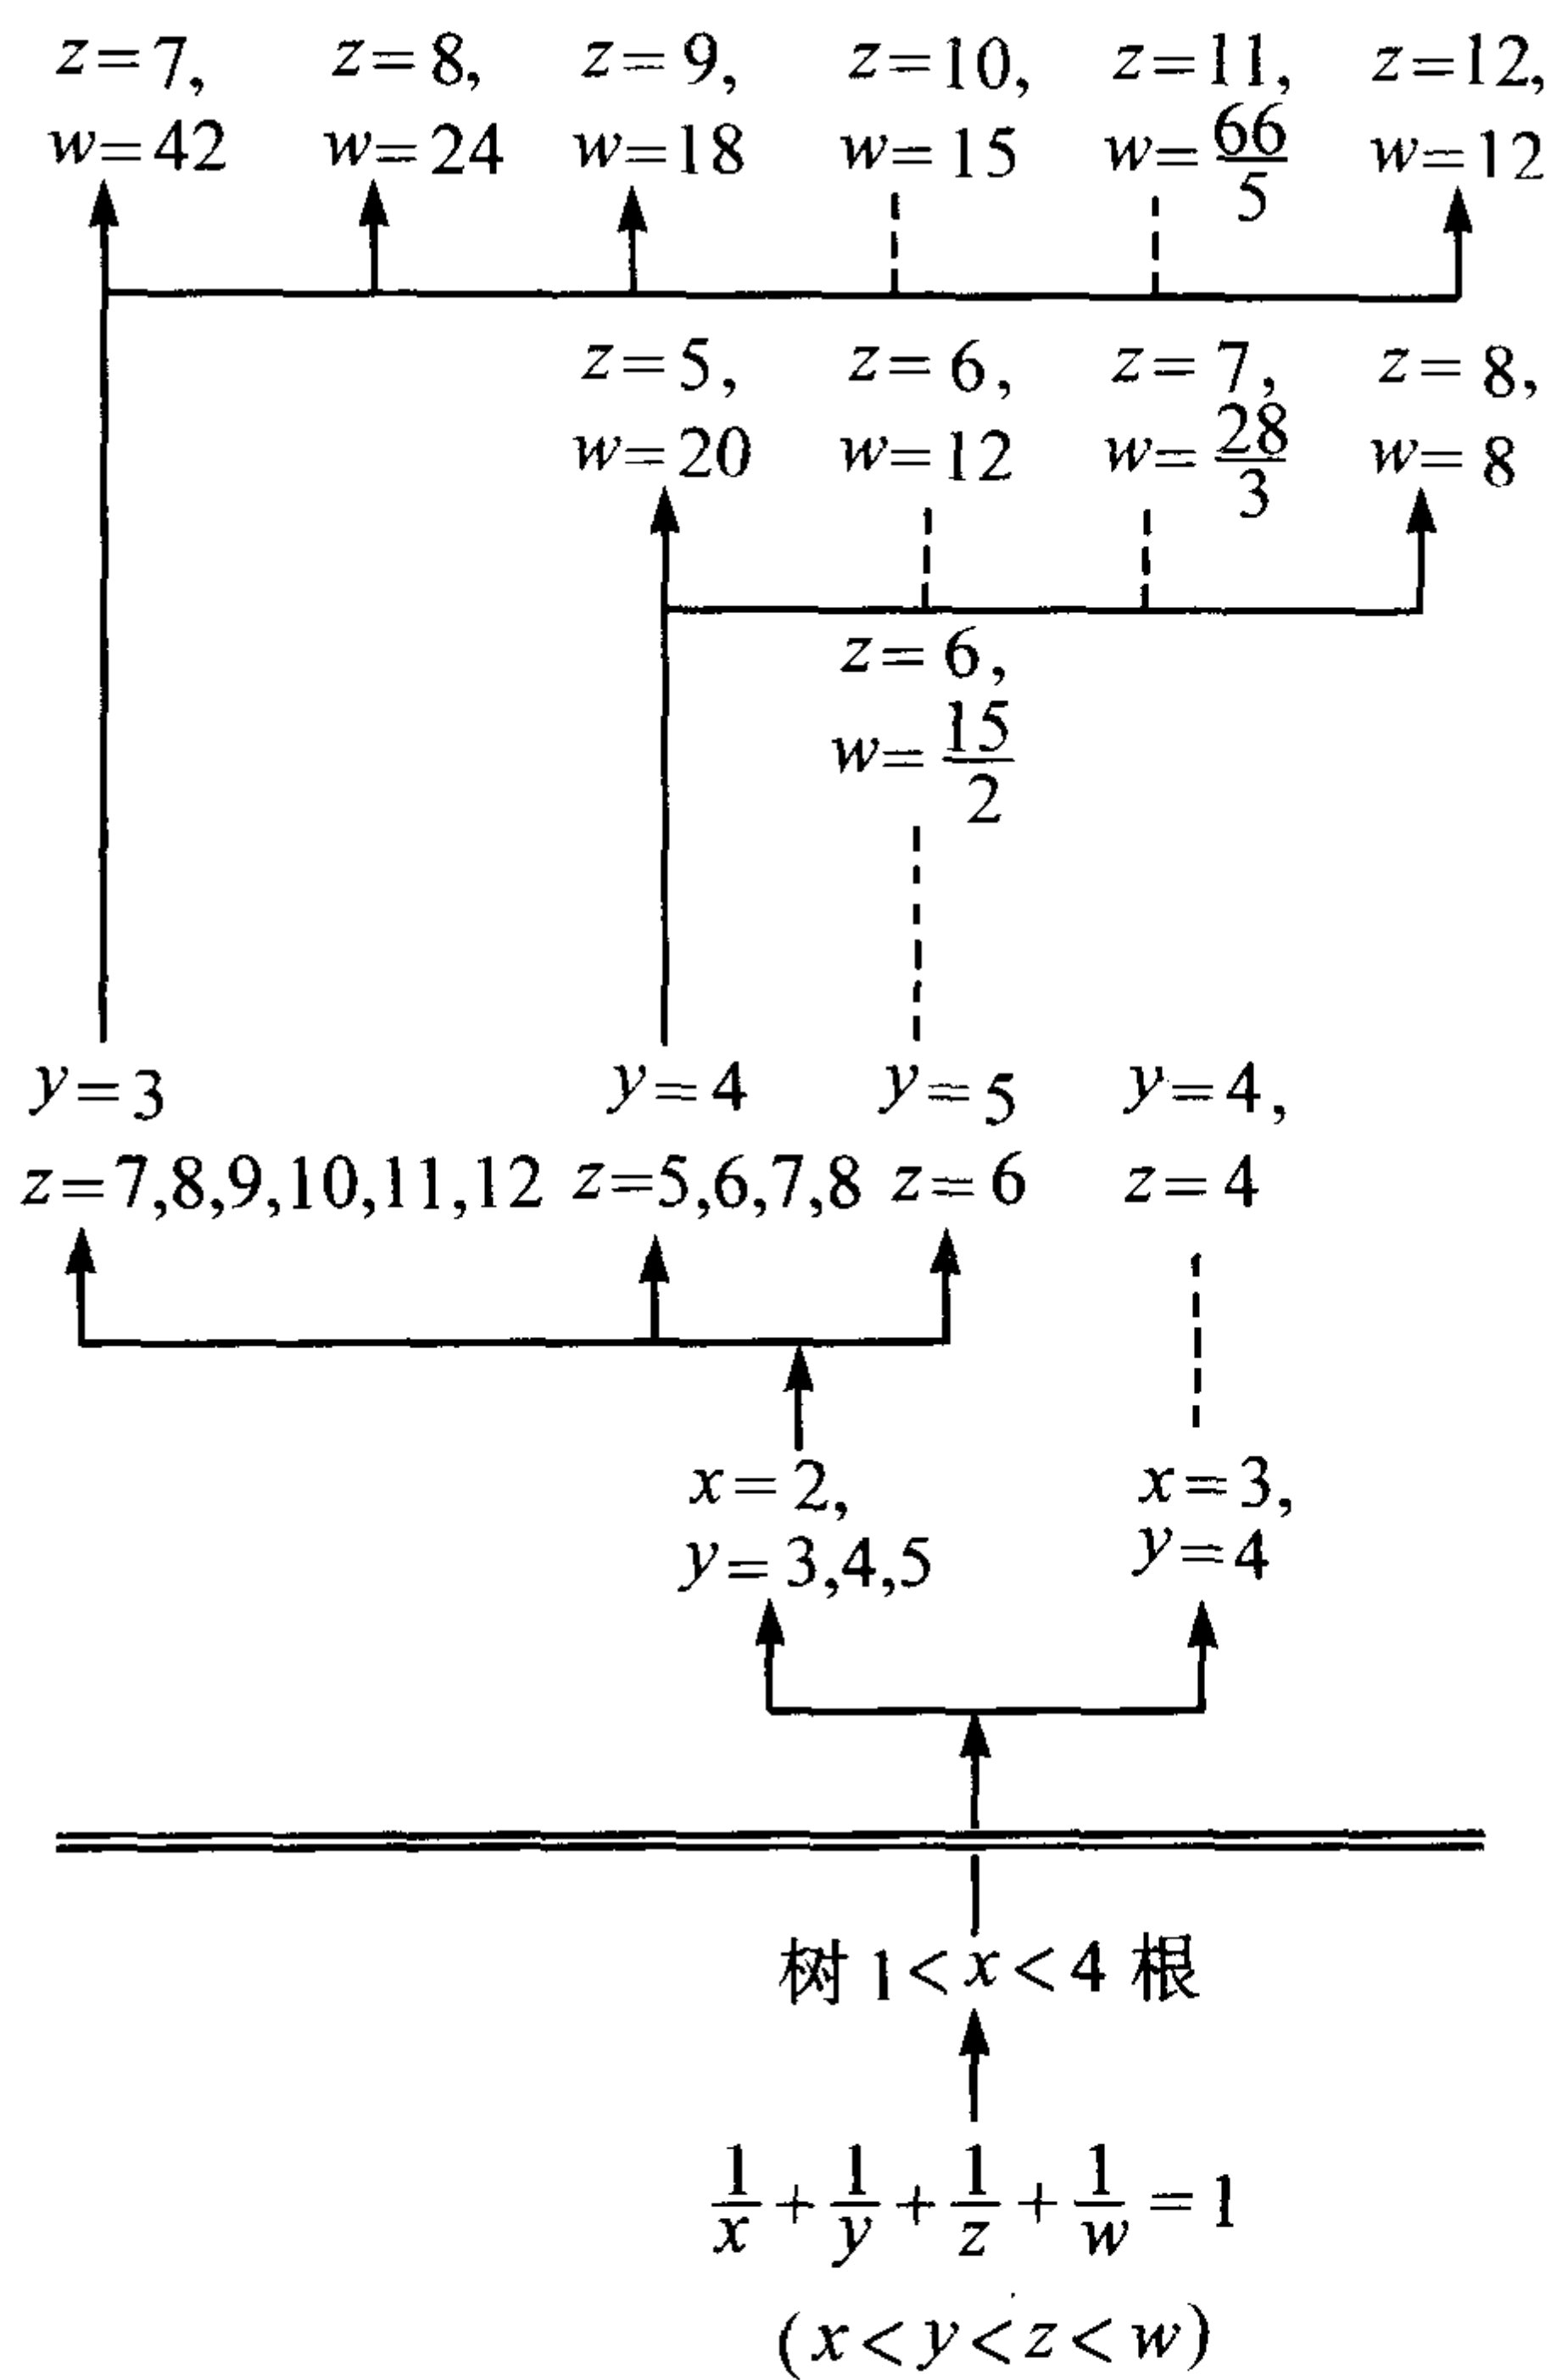 z=7, z=8, z=9, z=10, z=11, z=12,
w=42 w=24 w=18 w=15 w=66/5 w=12
z=5, z=6, z=7, z=8,
w=20 w=12 w=28/3 w=8
z=6,
w=15/2
y=3 y=4 y=5 y=4,
z=7,8,9,10,11,12 z=5,6,7,8 z=6 z=4
x=2, x=3,
y=3,4,5 y=4
树 1<x<4 根
1/x+1/y+1/z+1/w=1
(x<y<z<w)